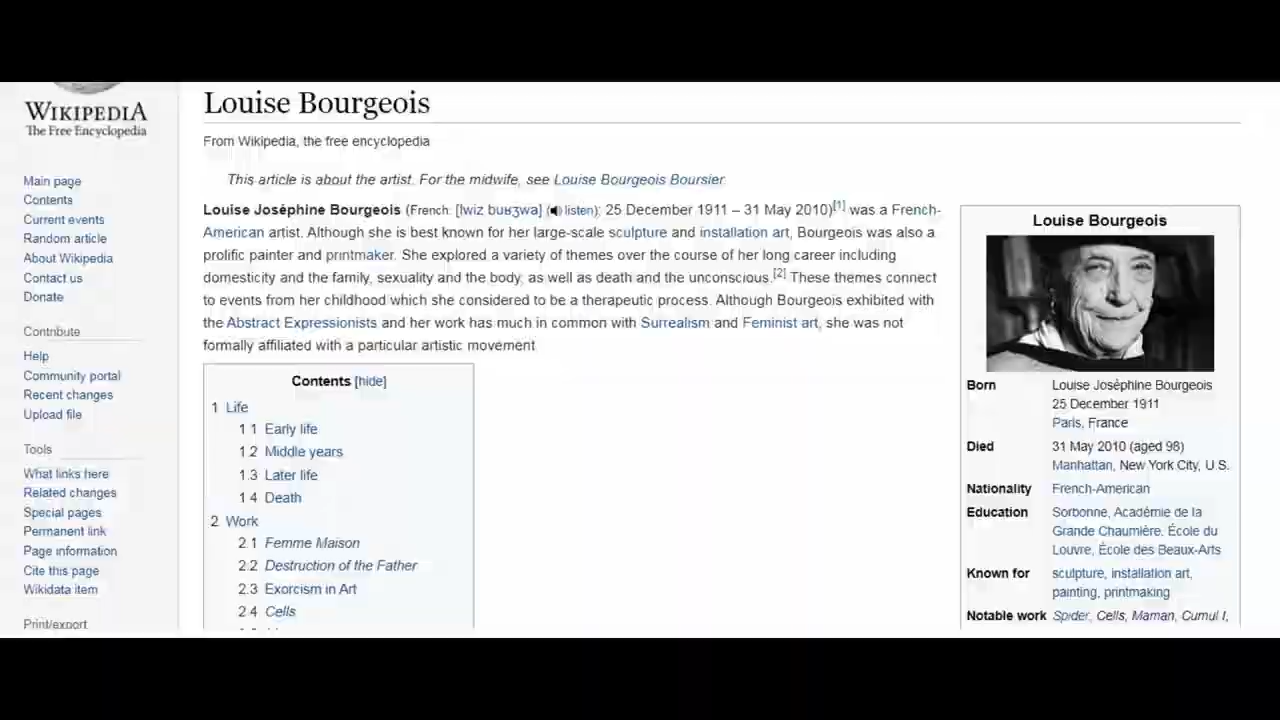 WIKIPEDIA
The Free Encyclopedia
Main page
Contents
Current events
Random article
About Wikipedia
Contact us
Donate
Contribute
Help
Community portal
Recent changes
Upload file
Tools
What links here
Related changes
Special pages
Permanent link
Page information
Cite this page
Wikidata item
Print/export
Louise Bourgeois
From Wikipedia, the free encyclopedia
This article is about the artist. For the midwife, see Louise Bourgeois Boursier.
Louise Joséphine Bourgeois (French: [lwiz buʁʒwa] (listen); 25 December 1911 – 31 May 2010)[1] was a French-
American artist. Although she is best known for her large-scale sculpture and installation art, Bourgeois was also a
prolific painter and printmaker. She explored a variety of themes over the course of her long career including
domesticity and the family, sexuality and the body, as well as death and the unconscious.[2] These themes connect
to events from her childhood which she considered to be a therapeutic process. Although Bourgeois exhibited with
the Abstract Expressionists and her work has much in common with Surrealism and Feminist art, she was not
formally affiliated with a particular artistic movement.
Contents [hide]
1 Life
1.1 Early life
1.2 Middle years
1.3 Later life
1.4 Death
2 Work
2.1 Femme Maison
2.2 Destruction of the Father
2.3 Exorcism in Art
2.4 Cells
Louise Bourgeois
Born Louise Joséphine Bourgeois
25 December 1911
Paris, France
Died 31 May 2010 (aged 98)
Manhattan, New York City, U.S.
Nationality French-American
Education Sorbonne, Académie de la
Grande Chaumière, École du
Louvre, École des Beaux-Arts
Known for sculpture, installation art,
painting, printmaking
Notable work Spider, Cells, Maman, Cumul I,